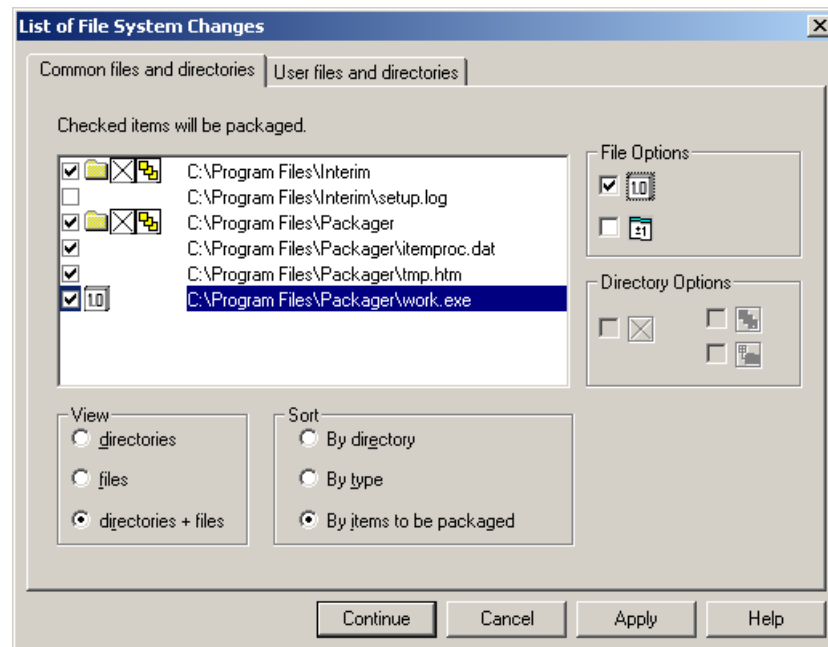 List of File System Changes
Common files and directories
User files and directories
Checked items will be packaged.
C:\Program Files\Interim
C:\Program Files\Interim\setup.log
C:\Program Files\Packager
C:\Program Files\Packager\itemproc.dat
C:\Program Files\Packager\tmp.htm
1.0 C:\Program Files\Packager\work.exe
File Options
1.0
±1
Directory Options
View
directories
files
directories + files
Sort
By directory
By type
By items to be packaged
Continue
Cancel
Apply
Help